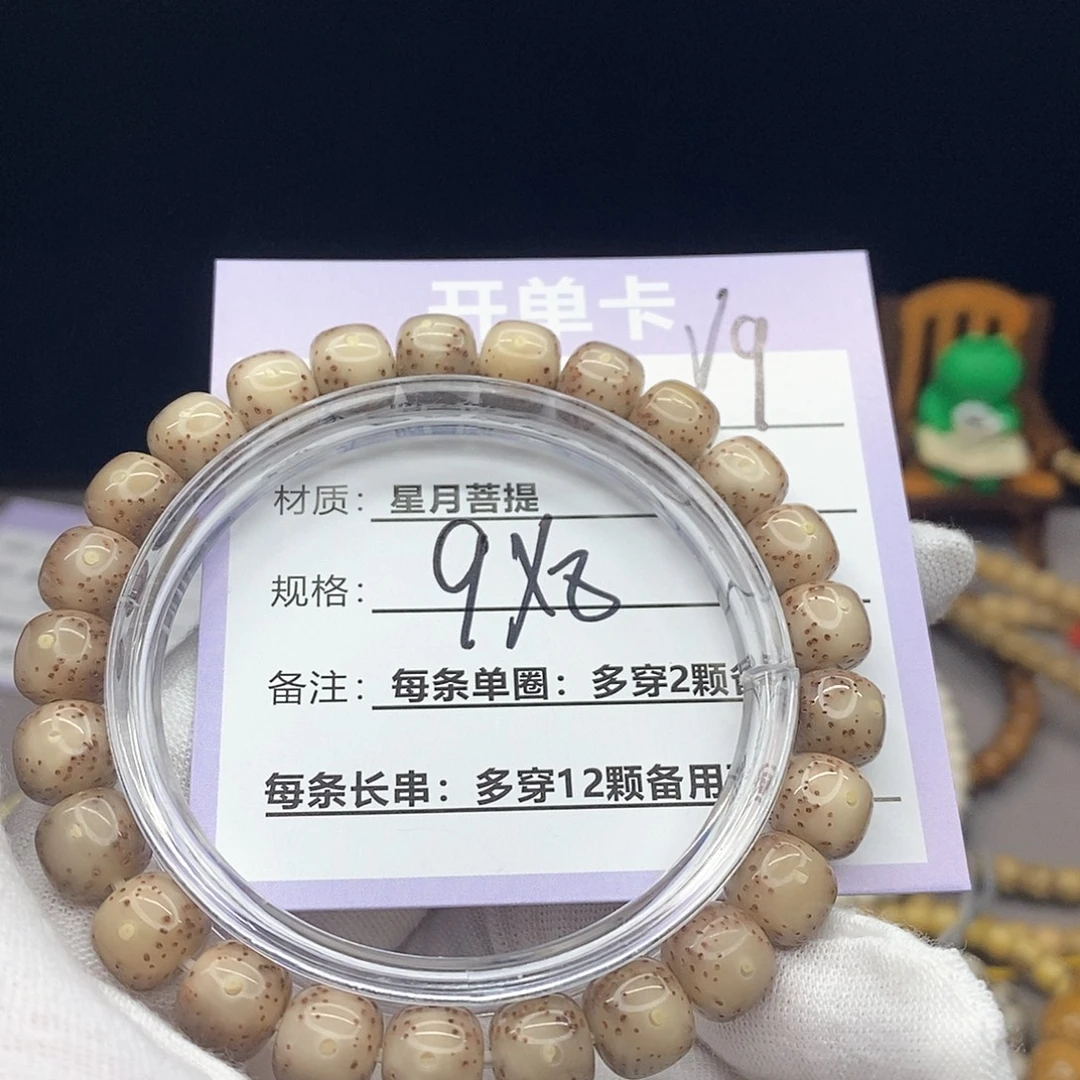 开单卡 V9
材质：星月菩提
规格：9X8
备注：每条单圈：多穿2颗备
每条长串：多穿12颗备用